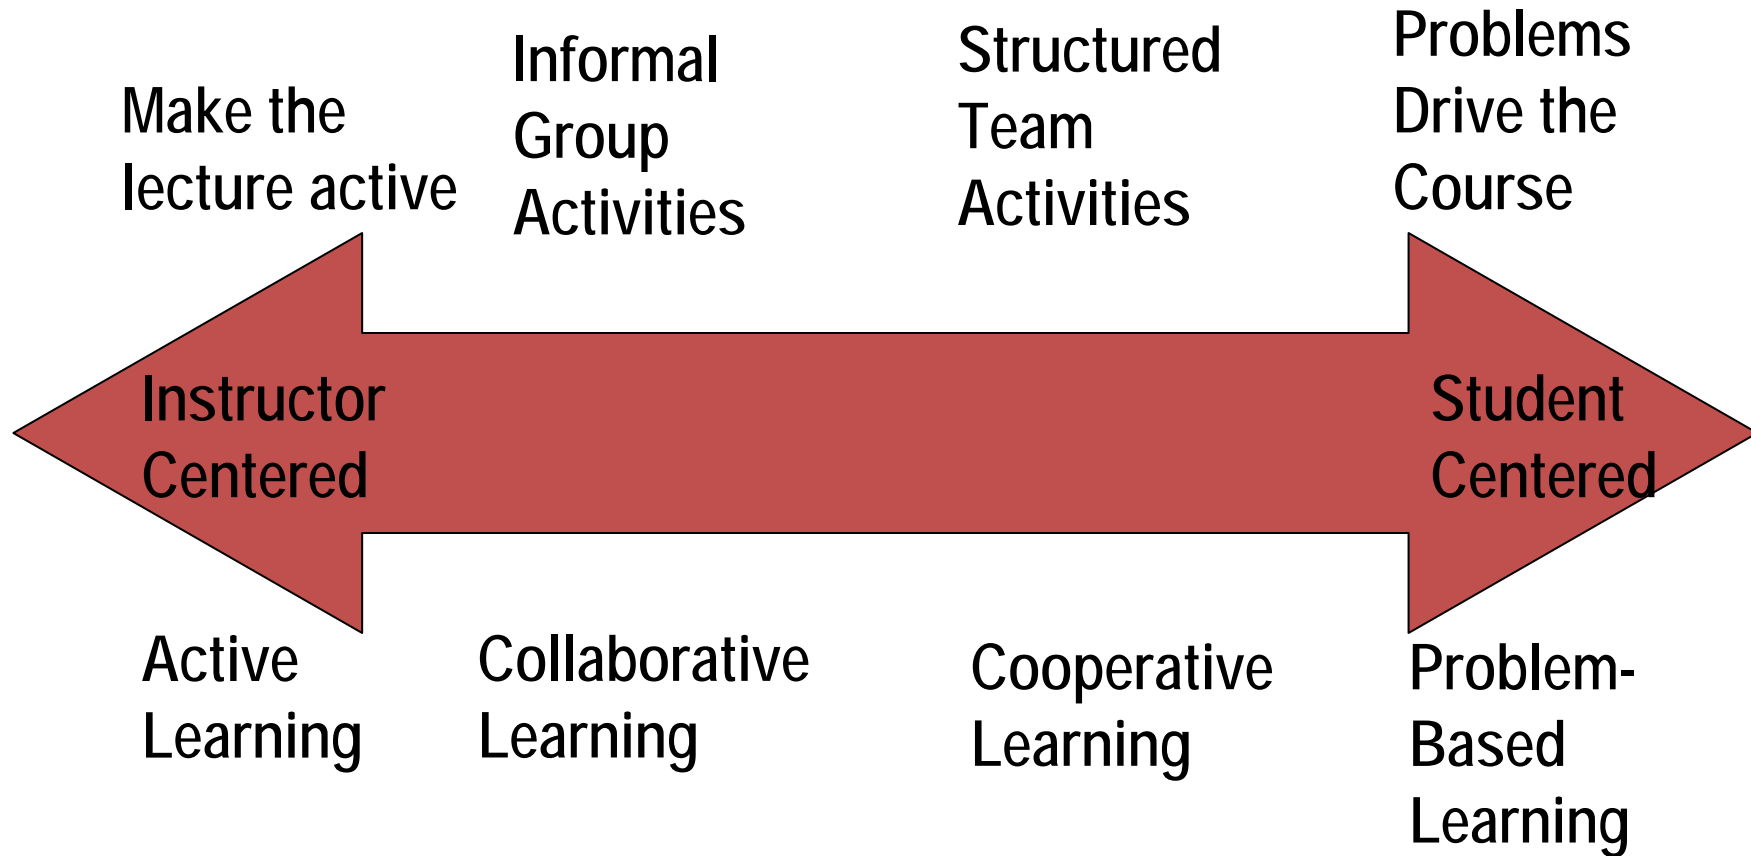 Make the
lecture active
Informal
Group
Activities
Structured
Team
Activities
Problems
Drive the
Course
Instructor
Centered
Student
Centered
Active
Learning
Collaborative
Learning
Cooperative
Learning
Problem-
Based
Learning